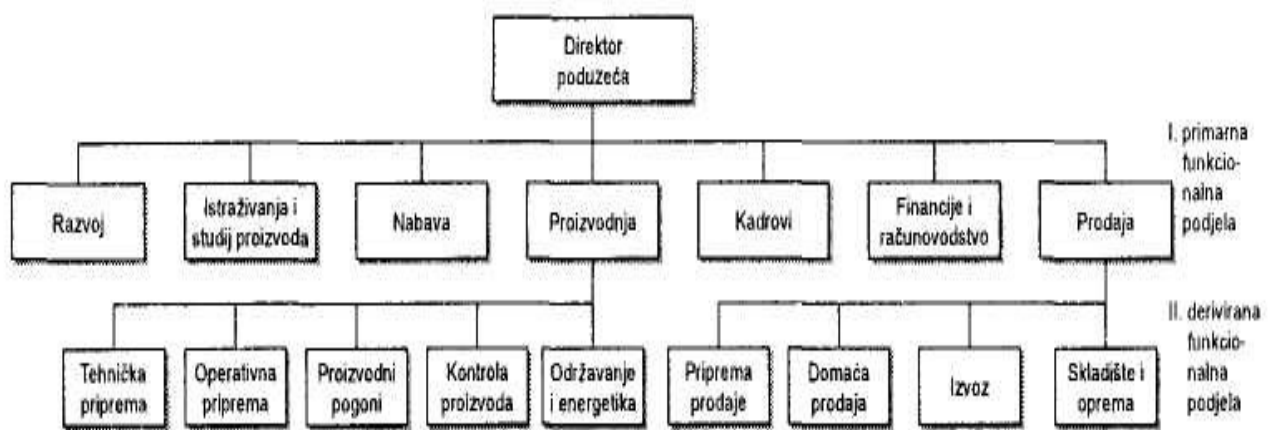 Direktor
poduzeća
I. primarna
funkcio-
nalna
podjela
Razvoj
Istraživanja i
studij proizvoda
Nabava
Proizvodnja
Kadrovi
Financije i
računovodstvo
Prodaja
II. derivirana
funkcio-
nalna
podjela
Tehnička
priprema
Operativna
priprema
Proizvodni
pogoni
Kontrola
proizvoda
Održavanje
i energetika
Priprema
prodaje
Domaća
prodaja
Izvoz
Skladište i
oprema